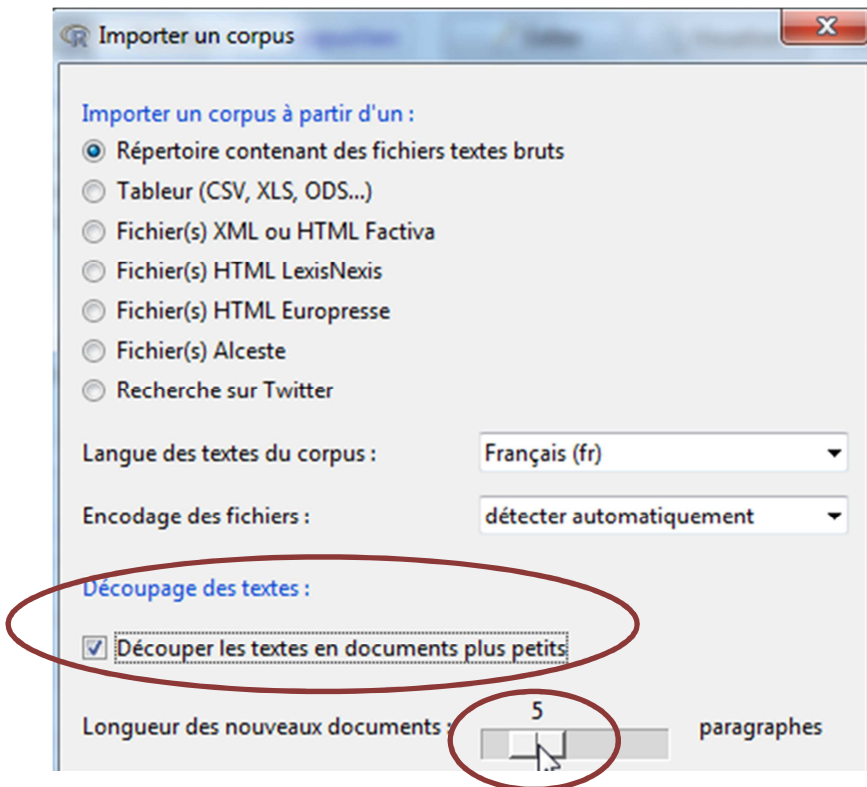 Importer un corpus
Importer un corpus à partir d'un :
Répertoire contenant des fichiers textes bruts
Tableur (CSV, XLS, ODS...)
Fichier(s) XML ou HTML Factiva
Fichier(s) HTML LexisNexis
Fichier(s) HTML Europresse
Fichier(s) Alceste
Recherche sur Twitter
Langue des textes du corpus : Français (fr)
Encodage des fichiers : détecter automatiquement
Découpage des textes :
Découper les textes en documents plus petits
Longueur des nouveaux documents : 5 paragraphes